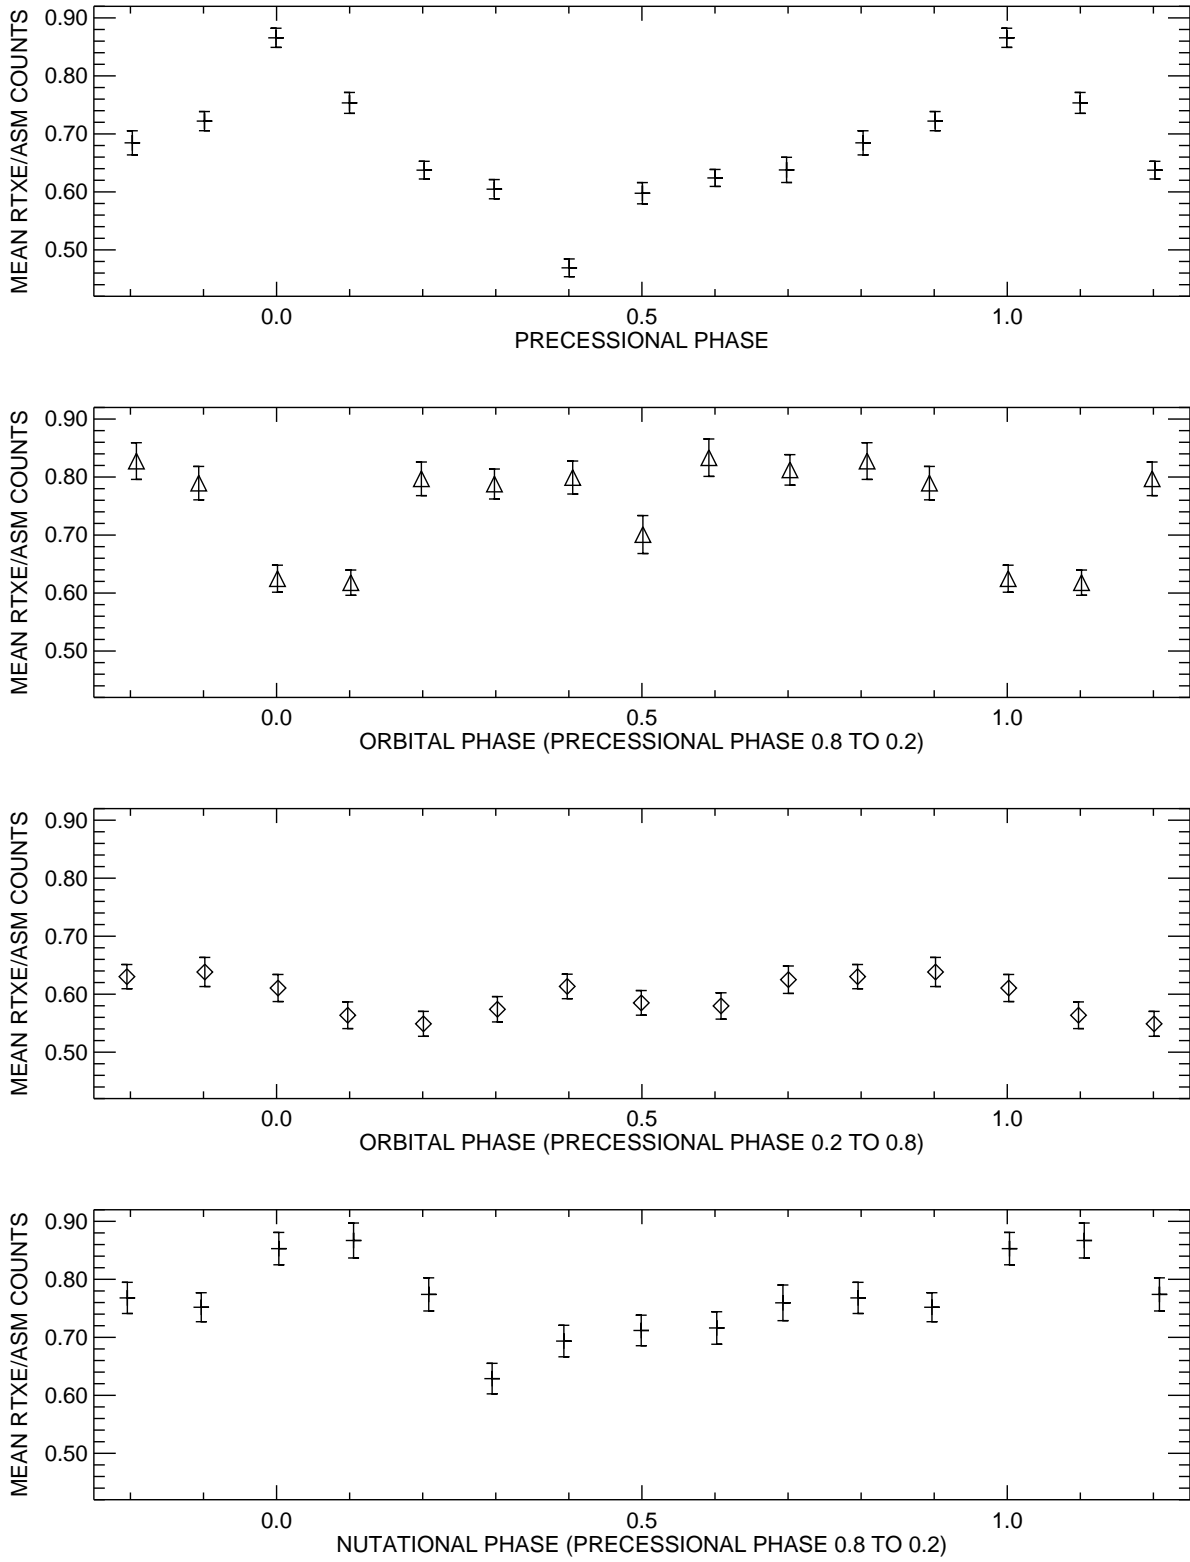 MEAN RTXE/ASM COUNTS
0.90
0.80
0.70
0.60
0.50
0.0 0.5 1.0
PRECESSIONAL PHASE
MEAN RTXE/ASM COUNTS
0.90
0.80
0.70
0.60
0.50
0.0 0.5 1.0
ORBITAL PHASE (PRECESSIONAL PHASE 0.8 TO 0.2)
MEAN RTXE/ASM COUNTS
0.90
0.80
0.70
0.60
0.50
0.0 0.5 1.0
ORBITAL PHASE (PRECESSIONAL PHASE 0.2 TO 0.8)
MEAN RTXE/ASM COUNTS
0.90
0.80
0.70
0.60
0.50
0.0 0.5 1.0
NUTATIONAL PHASE (PRECESSIONAL PHASE 0.8 TO 0.2)